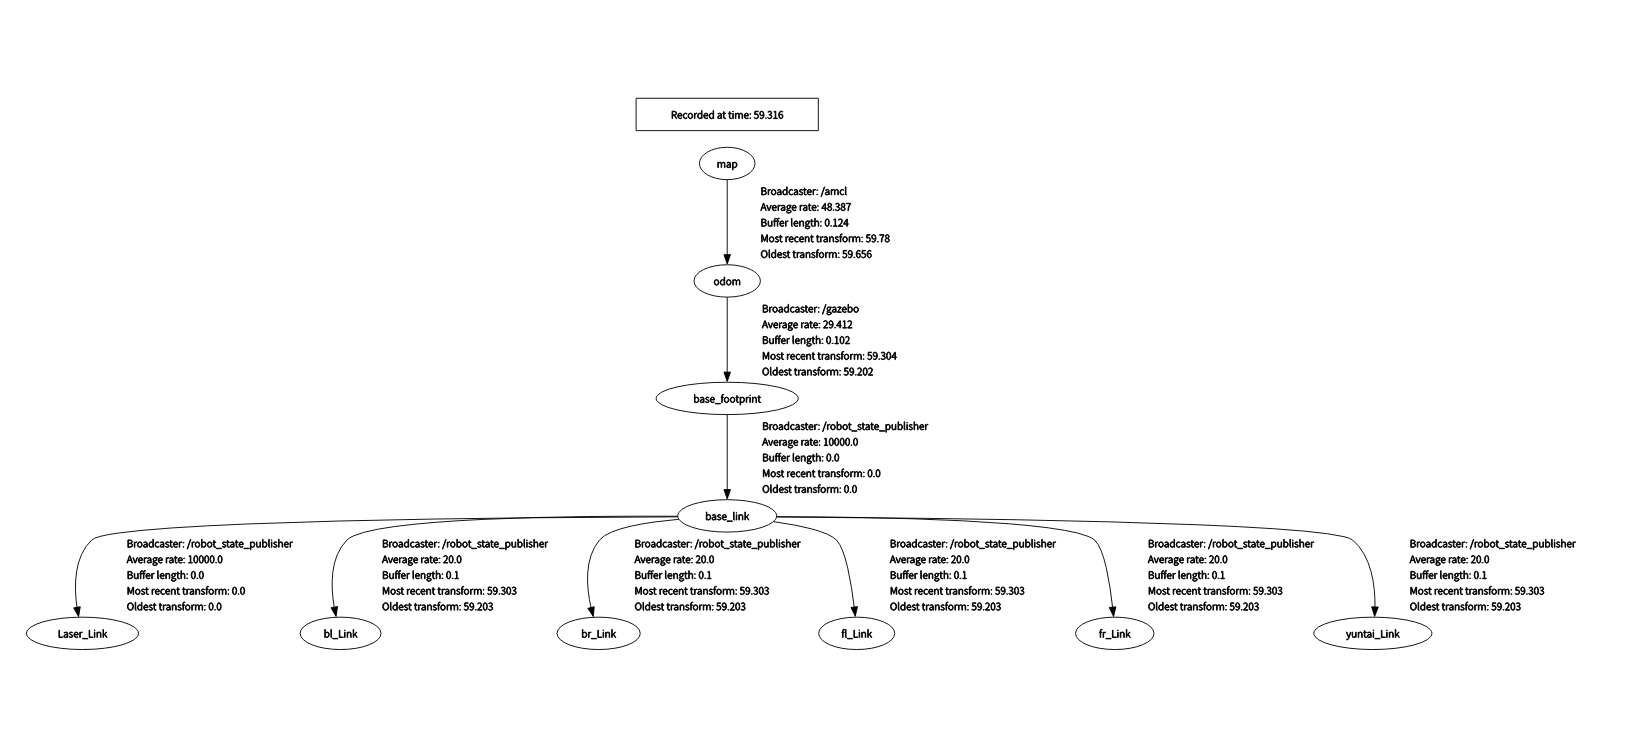 Recorded at time: 59.316
map
Broadcaster: /amcl
Average rate: 48.387
Buffer length: 0.124
Most recent transform: 59.78
Oldest transform: 59.656
odom
Broadcaster: /gazebo
Average rate: 29.412
Buffer length: 0.102
Most recent transform: 59.304
Oldest transform: 59.202
base_footprint
Broadcaster: /robot_state_publisher
Average rate: 10000.0
Buffer length: 0.0
Most recent transform: 0.0
Oldest transform: 0.0
base_link
Broadcaster: /robot_state_publisher
Average rate: 10000.0
Buffer length: 0.0
Most recent transform: 0.0
Oldest transform: 0.0
Laser_Link
Broadcaster: /robot_state_publisher
Average rate: 20.0
Buffer length: 0.1
Most recent transform: 59.303
Oldest transform: 59.203
bl_Link
Broadcaster: /robot_state_publisher
Average rate: 20.0
Buffer length: 0.1
Most recent transform: 59.303
Oldest transform: 59.203
br_Link
Broadcaster: /robot_state_publisher
Average rate: 20.0
Buffer length: 0.1
Most recent transform: 59.303
Oldest transform: 59.203
fl_Link
Broadcaster: /robot_state_publisher
Average rate: 20.0
Buffer length: 0.1
Most recent transform: 59.303
Oldest transform: 59.203
fr_Link
Broadcaster: /robot_state_publisher
Average rate: 20.0
Buffer length: 0.1
Most recent transform: 59.303
Oldest transform: 59.203
yuntai_Link